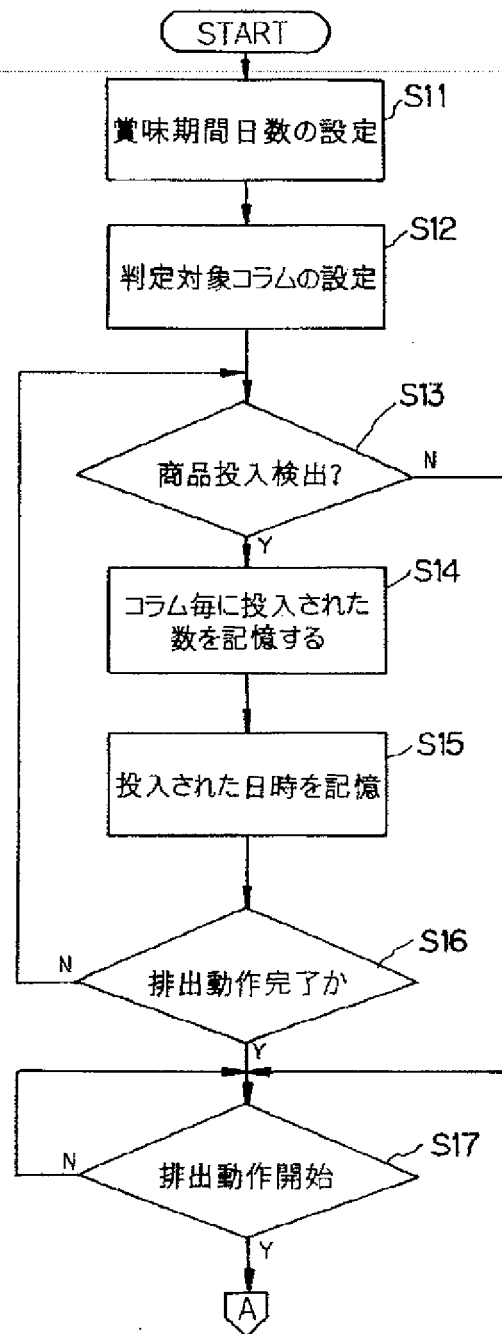 START
S11
賞味期間日数の設定
S12
判定対象コラムの設定
S13
商品投入検出?
N
Y
S14
コラム毎に投入された
数を記憶する
S15
投入された日時を記憶
S16
N
排出動作完了か
Y
S17
N
排出動作開始
Y
A